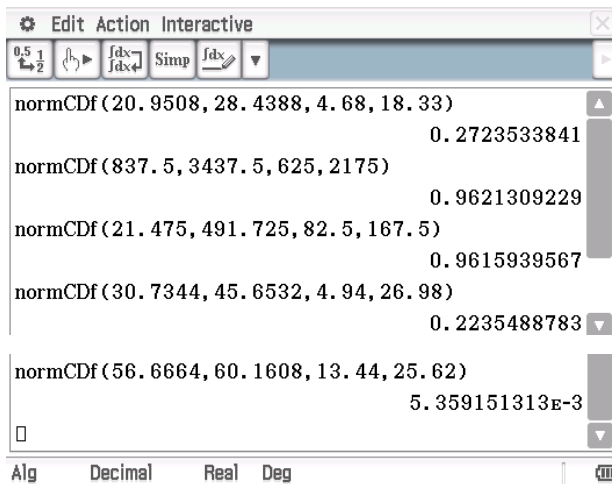 Edit Action Interactive
0.5 1 2 ∫dx ∫dx Simp ∫dx
normCDf(20.9508,28.4388,4.68,18.33)
0.2723533841
normCDf(837.5,3437.5,625,2175)
0.9621309229
normCDf(21.475,491.725,82.5,167.5)
0.9615939567
normCDf(30.7344,45.6532,4.94,26.98)
0.2235488783
normCDf(56.6664,60.1608,13.44,25.62)
5.359151313ᴇ-3
Alg Decimal Real Deg